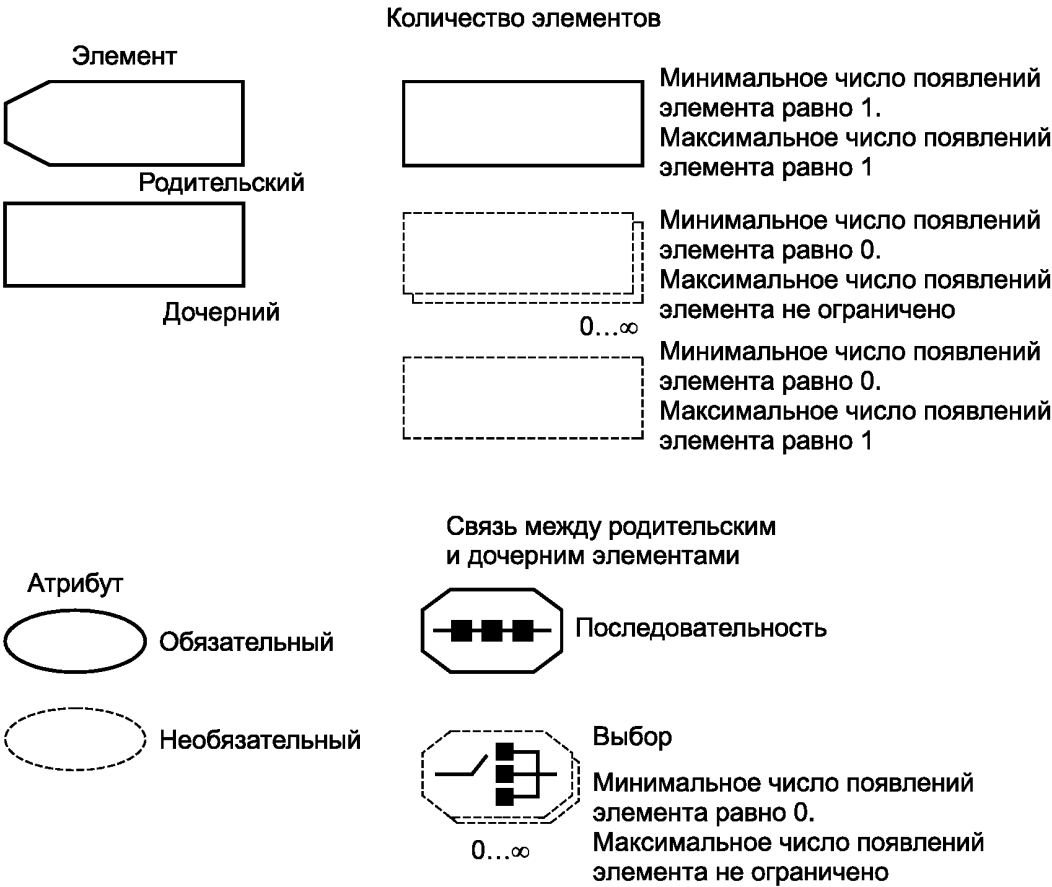 Количество элементов
Элемент
Минимальное число появлений
элемента равно 1.
Максимальное число появлений
элемента равно 1
Родительский
Минимальное число появлений
элемента равно 0.
Максимальное число появлений
элемента не ограничено
Дочерний
0...∞
Минимальное число появлений
элемента равно 0.
Максимальное число появлений
элемента равно 1
Связь между родительским
и дочерним элементами
Атрибут
Обязательный
Последовательность
Необязательный
Выбор
Минимальное число появлений
элемента равно 0.
Максимальное число появлений
элемента не ограничено
0...∞